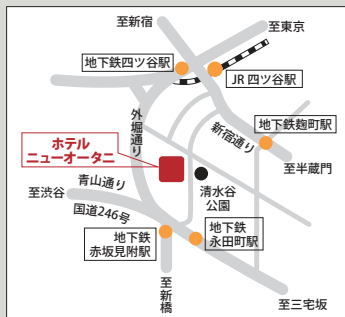 至新宿
至東京
地下鉄四ツ谷駅
JR 四ツ谷駅
外堀通り
新宿通り
地下鉄麹町駅
ホテル
ニューオータニ
至半蔵門
清水谷
公園
至渋谷
青山通り
国道246号
地下鉄
赤坂見附駅
地下鉄
永田町駅
至新橋
至三宅坂